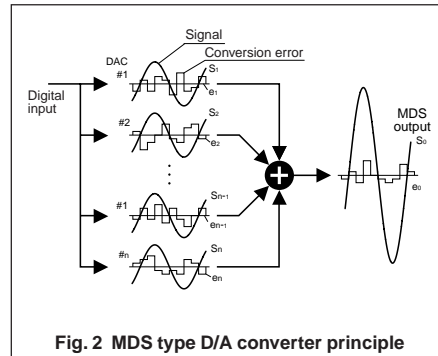 Signal
Conversion error
DAC
#1
S1
e1
Digital
input
#2
S2
e2
MDS
output
S0
e0
#1
Sn-1
en-1
#n
Sn
en
Fig. 2 MDS type D/A converter principle